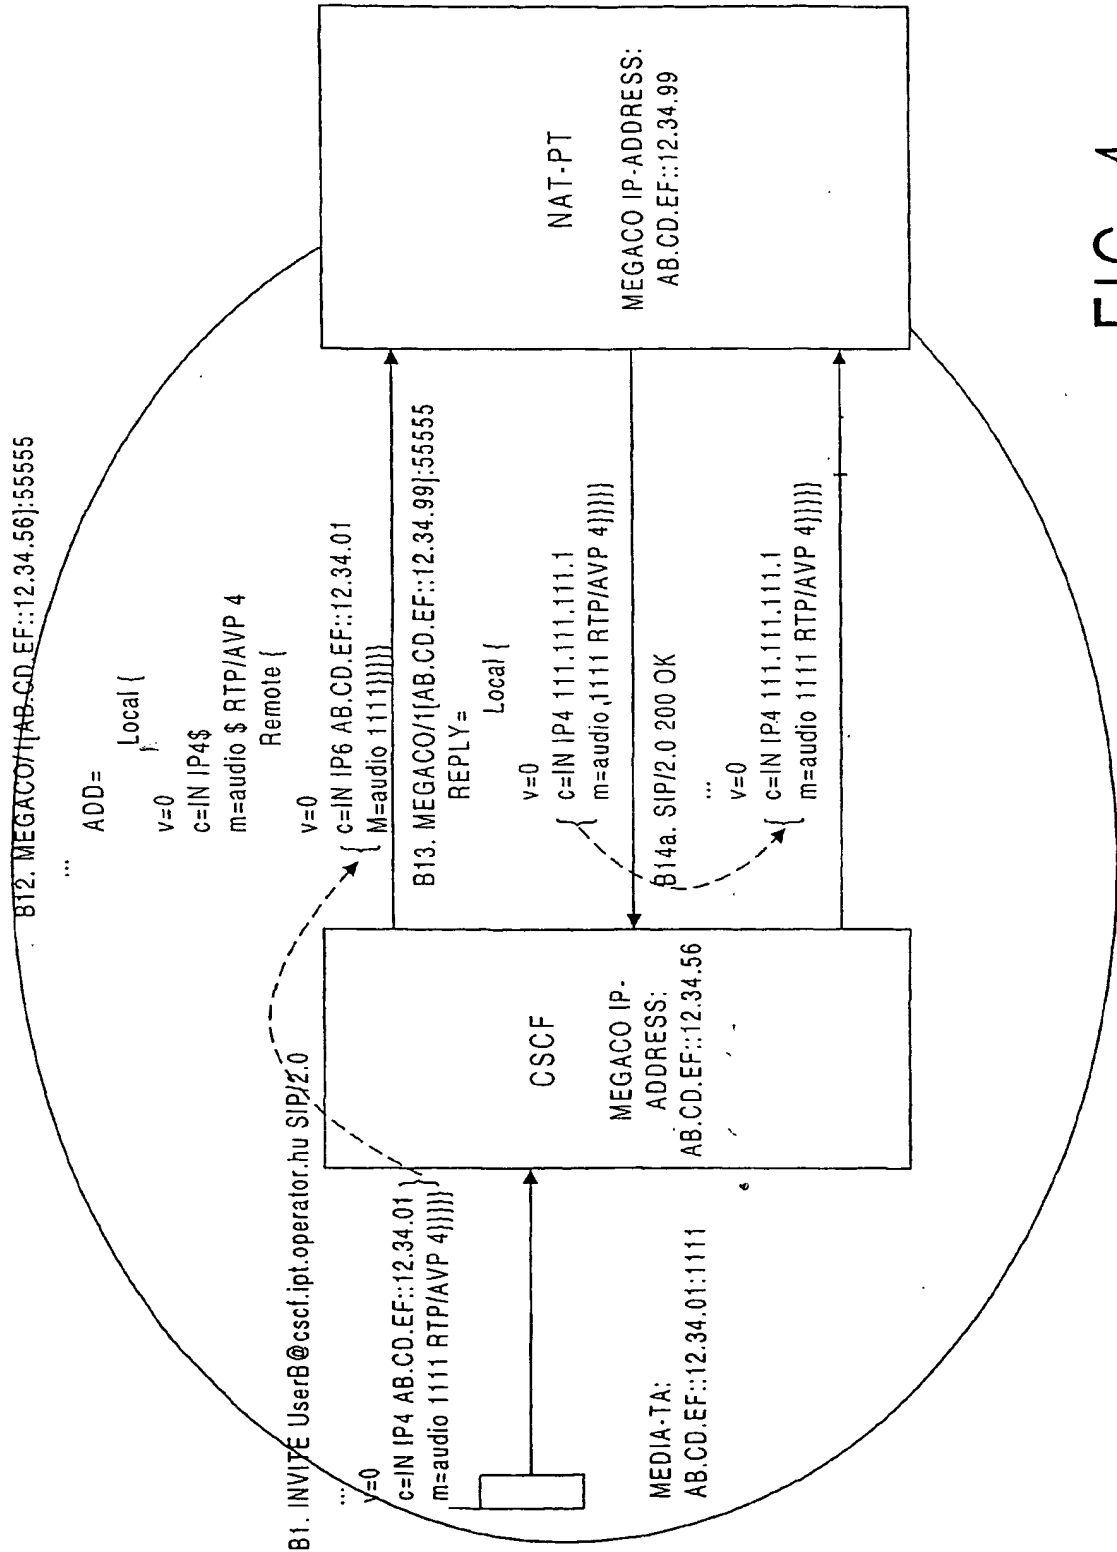 B1. INVITE UserB@cscf.ipt.operator.hu SIP/2.0
...
v=0
c=IN IP4 AB.CD.EF::12.34.01 }
m=audio 1111 RTP/AVP 4}}}}}
MEDIA-TA:
AB.CD.EF::12.34.01:1111
CSCF
MEGACO IP-
ADDRESS:
AB.CD.EF::12.34.56
B12. MEGACO/1[AB.CD.EF::12.34.56]:55555
...
ADD=
Local {
v=0
c=IN IP4$
m=audio $ RTP/AVP 4
Remote {
v=0
{ c=IN IP6 AB.CD.EF::12.34.01
M=audio 1111}}}}}
B13. MEGACO/1[AB.CD.EF::12.34.99]:55555
REPLY=
Local {
v=0
{ c=IN IP4 111.111.111.1
m=audio,1111 RTP/AVP 4}}}}}
B14a. SIP/2.0 200 OK
...
v=0
{ c=IN IP4 111.111.111.1
m=audio 1111 RTP/AVP 4}}}}}
NAT-PT
MEGACO IP-ADDRESS:
AB.CD.EF::12.34.99